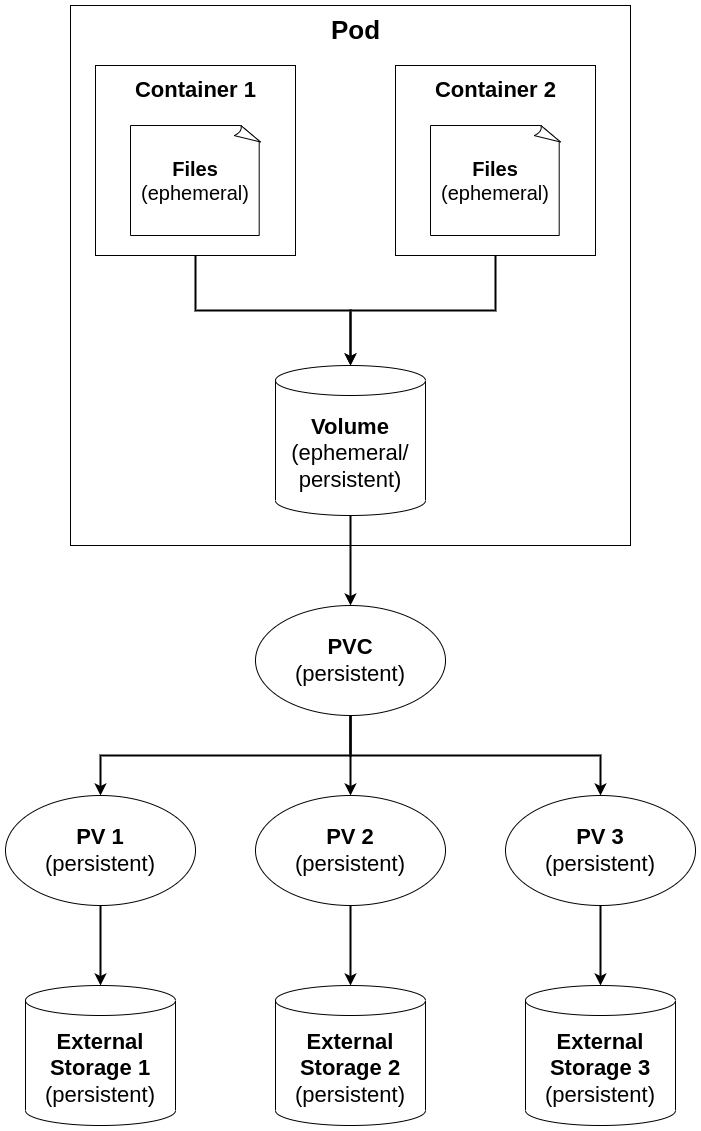 Pod
Container 1
Container 2
Files
(ephemeral)
Files
(ephemeral)
Volume
(ephemeral/
persistent)
PVC
(persistent)
PV 1
(persistent)
PV 2
(persistent)
PV 3
(persistent)
External
Storage 1
(persistent)
External
Storage 2
(persistent)
External
Storage 3
(persistent)